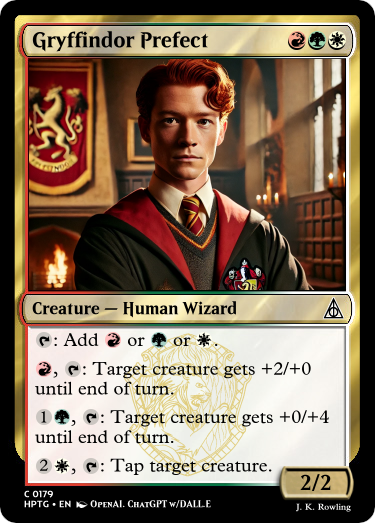 Gryffindor Prefect
Creature — Human Wizard
: Add or or .
, : Target creature gets +2/+0
until end of turn.
1 , : Target creature gets +0/+4
until end of turn.
2 , : Tap target creature.
2/2
C 0179
HPTG • EN OpenAI. ChatGPT w/DALL.E
J. K. Rowling